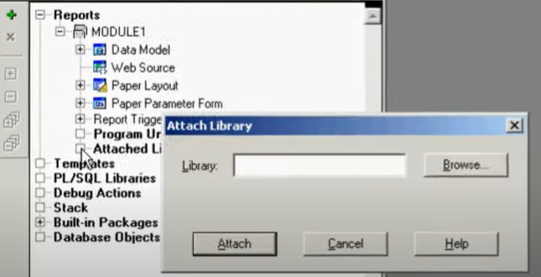 Reports
MODULE1
Data Model
Web Source
Paper Layout
Paper Parameter Form
Report Trigge
Program Ur
Attached Li
Templates
PL/SQL Libraries
Debug Actions
Stack
Built-in Packages
Database Objects
Attach Library
Library:
Browse...
Attach
Cancel
Help